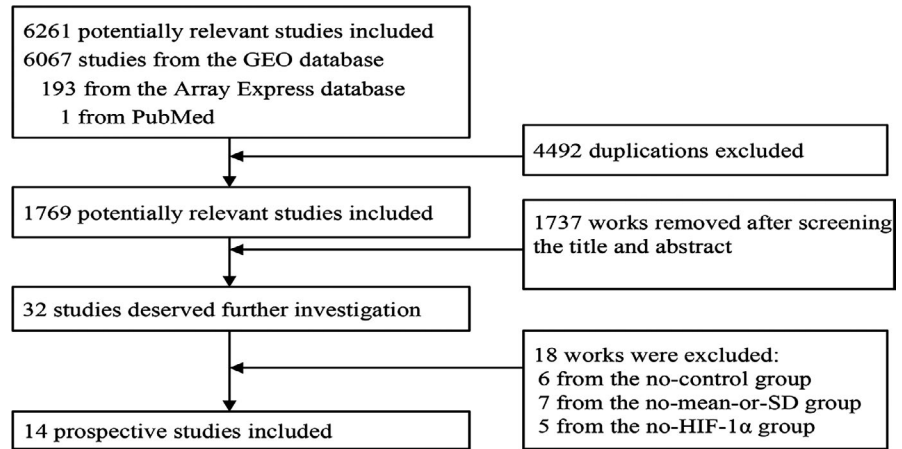 6261 potentially relevant studies included
6067 studies from the GEO database
193 from the Array Express database
1 from PubMed
4492 duplications excluded
1769 potentially relevant studies included
1737 works removed after screening
the title and abstract
32 studies deserved further investigation
18 works were excluded:
6 from the no-control group
7 from the no-mean-or-SD group
5 from the no-HIF-1α group
14 prospective studies included